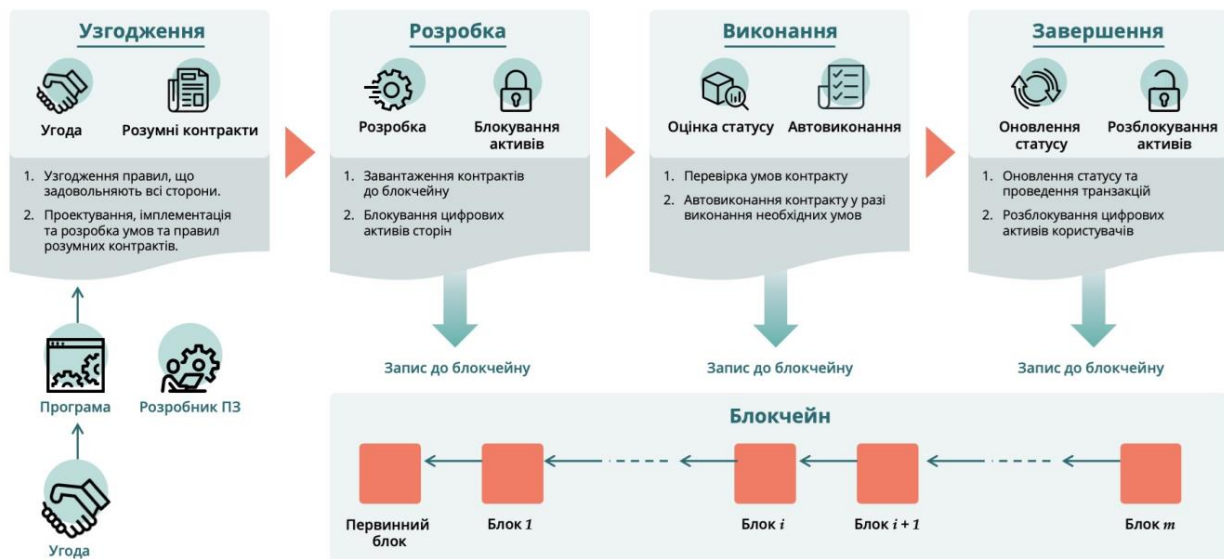 Узгодження
Угода
Розумні контракти
1. Узгодження правил, що
задовольняють всі сторони.
2. Проектування, імплементація
та розробка умов та правил
розумних контрактів.
Розробка
Розробка
Блокування
активів
1. Завантаження контрактів
до блокчейну
2. Блокування цифрових
активів сторін
Виконання
Оцінка статусу
Автовиконання
1. Перевірка умов контракту
2. Автовиконання контракту у разі
виконання необхідних умов
Завершення
Оновлення
статусу
Розблокування
активів
1. Оновлення статусу та
проведення транзакцій
2. Розблокування цифрових
активів користувачів
Програма
Розробник ПЗ
Угода
Запис до блокчейну
Запис до блокчейну
Запис до блокчейну
Блокчейн
Первинний
блок
Блок 1
Блок i
Блок i + 1
Блок m